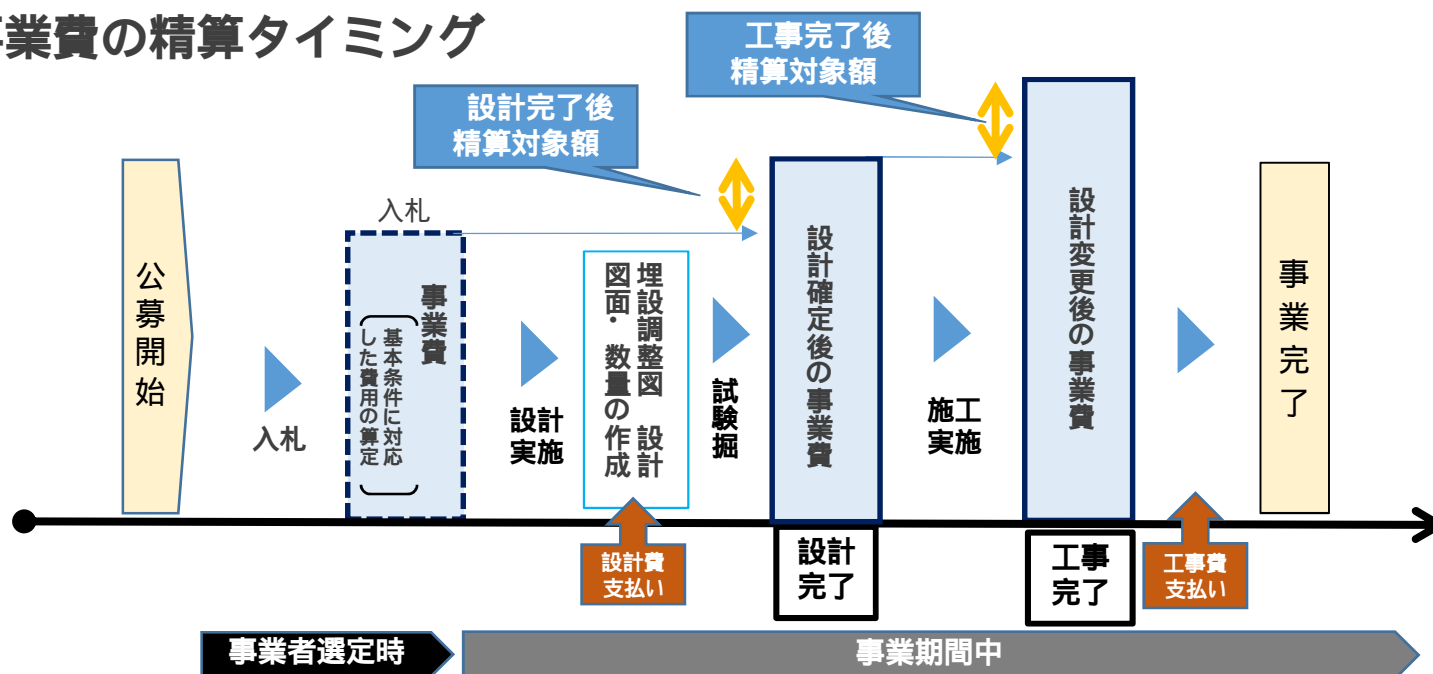 業費の精算タイミング
工事完了後
精算対象額
設計完了後
精算対象額
公募開始
入札
入札
事業費
基本条件に対応
した費用の算定
設計
実施
埋設調整図 設計
図面・数量の作成
試験掘
設計確定後の事業費
施工
実施
設計変更後の事業費
事業完了
設計費
支払い
設計
完了
工事
完了
工事費
支払い
事業者選定時
事業期間中